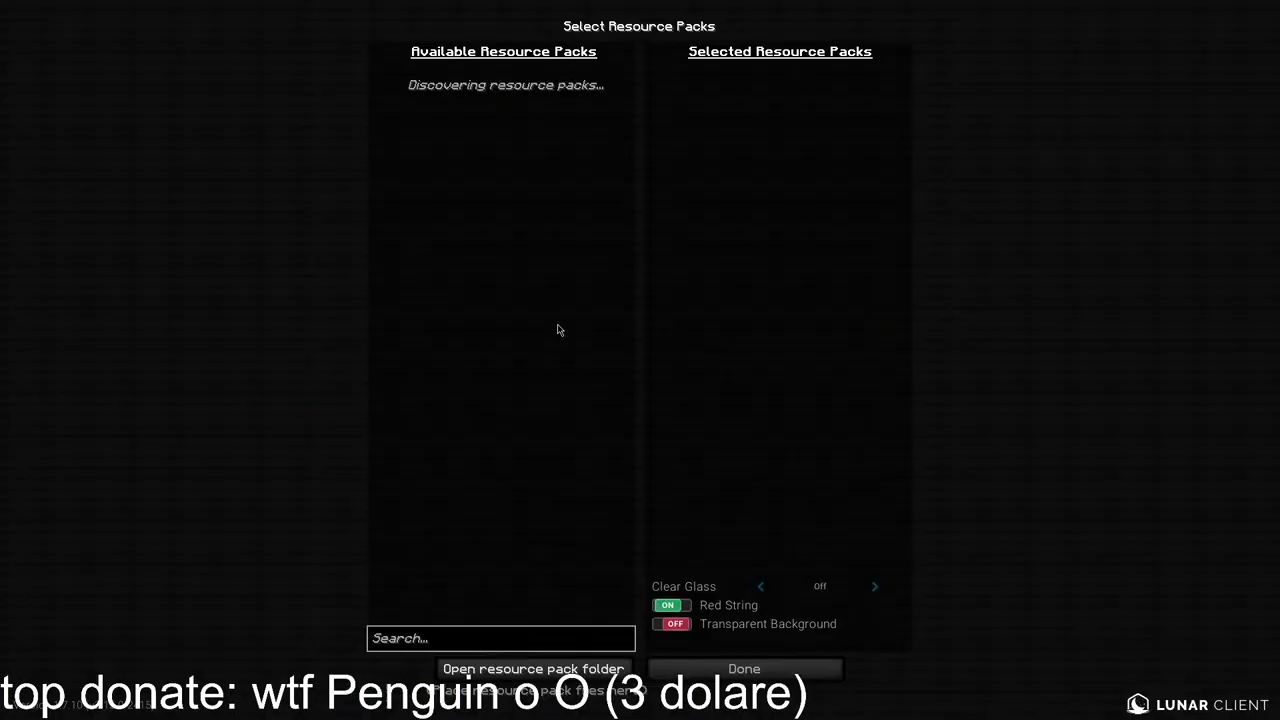 Select Resource Packs
Available Resource Packs
Selected Resource Packs
Discovering resource packs...
Clear Glass
Off
ON
Red String
OFF
Transparent Background
Search...
Open resource pack folder
Done
top donate: wtf Penguin o O (3 dolare)
LUNAR CLIENT